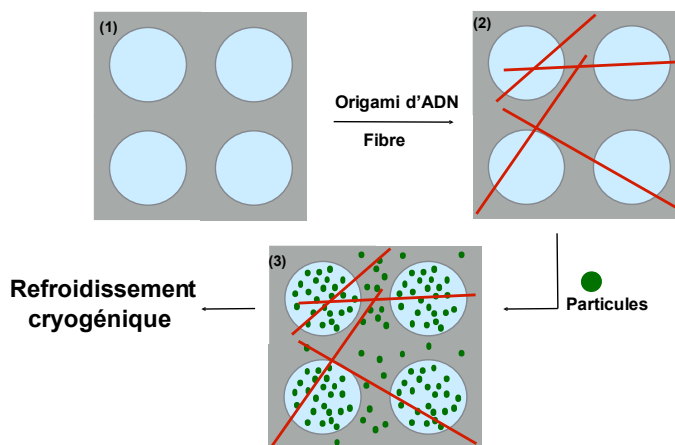 (1)
Origami d’ADN
Fibre
(2)
Particules
(3)
Refroidissement
cryogénique